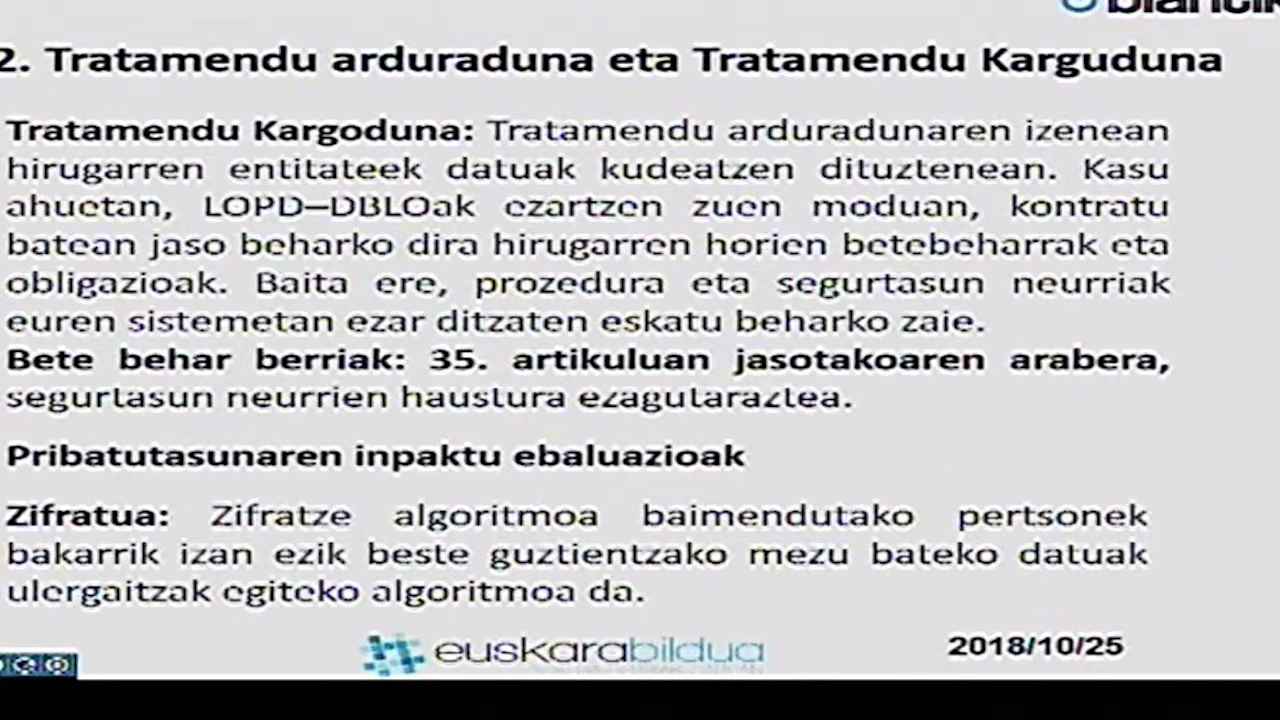 2. Tratamendu arduraduna eta Tratamendu Karguduna
Tratamendu Kargoduna: Tratamendu arduradunaren izenean
hirugarren entitateek datuak kudeatzen dituztenean. Kasu
ahuetan, LOPD–DBLOak ezartzen zuen moduan, kontratu
batean jaso beharko dira hirugarren horien betebeharrak eta
obligazioak. Baita ere, prozedura eta segurtasun neurriak
euren sistemetan ezar ditzaten eskatu beharko zaie.
Bete behar berriak: 35. artikuluan jasotakoaren arabera,
segurtasun neurrien haustura ezagutaraztea.
Pribatutasunaren inpaktu ebaluazioak
Zifratua: Zifratze algoritmoa baimendutako pertsonek
bakarrik izan ezik beste guztientzako mezu bateko datuak
ulergaitzak egiteko algoritmoa da.
euskarabildua
2018/10/25